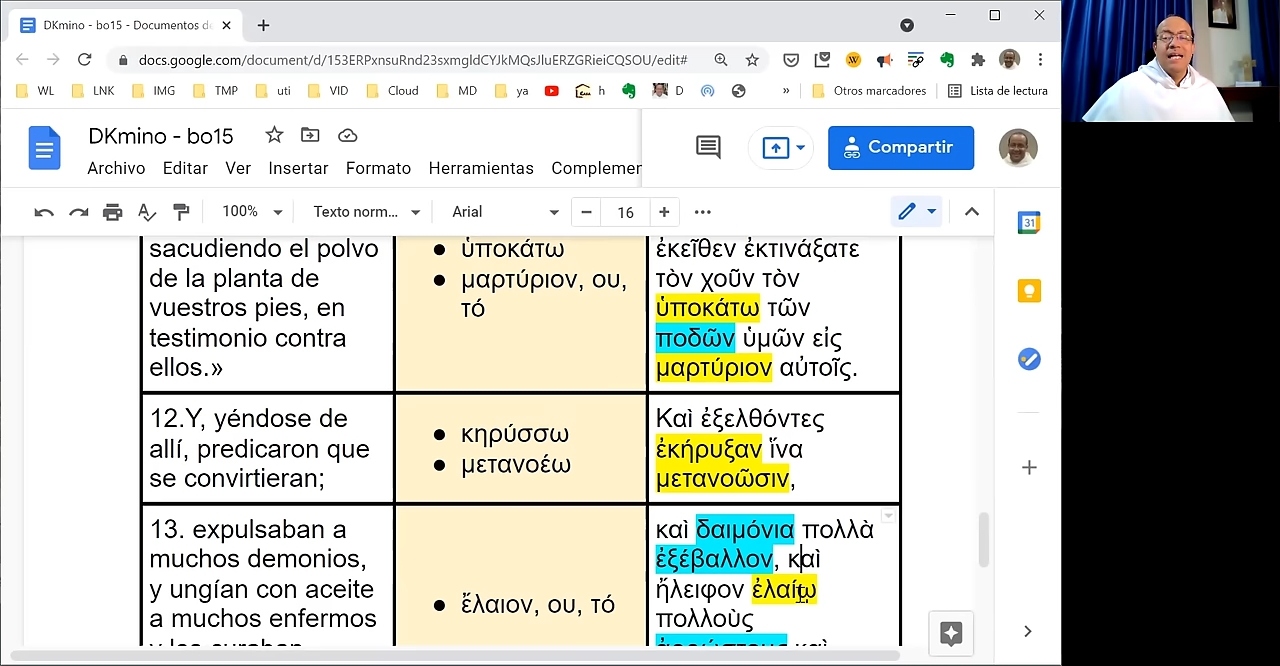 DKmino - bo15 - Documentos d
docs.google.com/document/d/153ERPxnsuRnd23sxm
RieiCQSOU/edit#
WL LNK IMG TMP uti VID Cloud MD ya h D » Otros marcadores Lista de lectura
DKmino - bo15
Compartir
Archivo Editar Ver Insertar Formato Herramientas Complemen
100% Texto norm... Arial − 16 +
31
sacudiendo el polvo
de la planta de
vuestros pies, en
testimonio contra
ellos.»
ὑποκάτω
μαρτύριον, ου,
τό
ἐκεῖθεν ἐκτινάξατε
τὸν χοῦν τὸν
ὑποκάτω τῶν
ποδῶν ὑμῶν εἰς
μαρτύριον αὐτοῖς.
12.Y, yéndose de
allí, predicaron que
se convirtieran;
κηρύσσω
μετανοέω
Καὶ ἐξελθόντες
ἐκήρυξαν ἵνα
μετανοῶσιν,
13. expulsaban a
muchos demonios,
y ungían con aceite
a muchos enfermos
ἔλαιον, ου, τό
καὶ δαιμόνια πολλὰ
ἐξέβαλλον, καὶ
ἤλειφον ἐλαίῳ
πολλοὺς